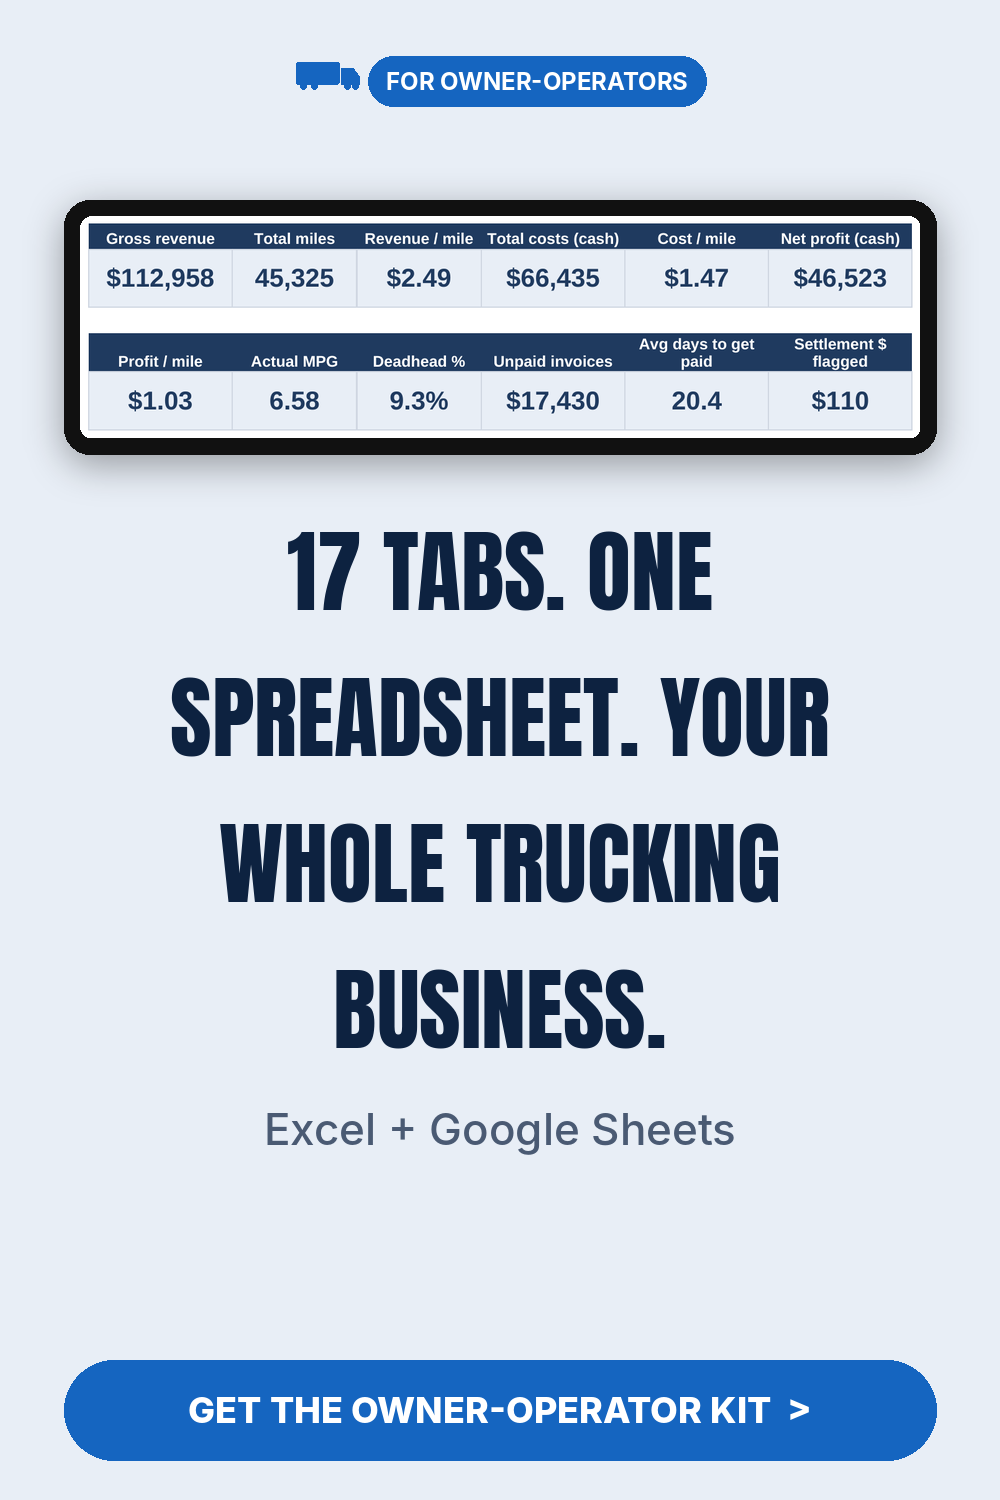 FOR OWNER-OPERATORS
Gross revenue Total miles Revenue / mile Total costs (cash) Cost / mile Net profit (cash)
$112,958 45,325 $2.49 $66,435 $1.47 $46,523
Profit / mile Actual MPG Deadhead % Unpaid invoices Avg days to get paid Settlement $ flagged
$1.03 6.58 9.3% $17,430 20.4 $110
17 TABS. ONE
SPREADSHEET. YOUR
WHOLE TRUCKING
BUSINESS.
Excel + Google Sheets
GET THE OWNER-OPERATOR KIT >